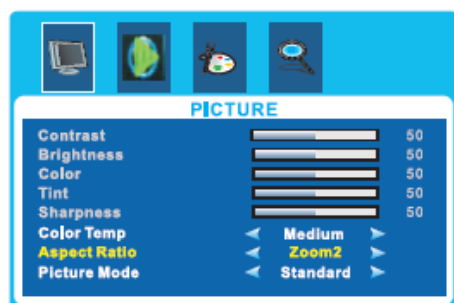 PICTURE
Contrast 50
Brightness 50
Color 50
Tint 50
Sharpness 50
Color Temp Medium
Aspect Ratio Zoom2
Picture Mode Standard